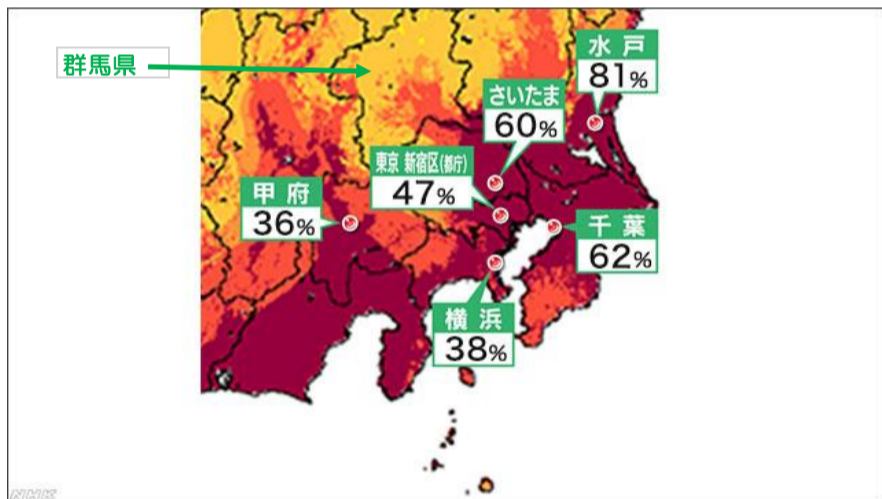 群馬県
水戸
81%
さいたま
60%
東京 新宿区(都庁)
47%
甲府
36%
千葉
62%
横浜
38%
NHK